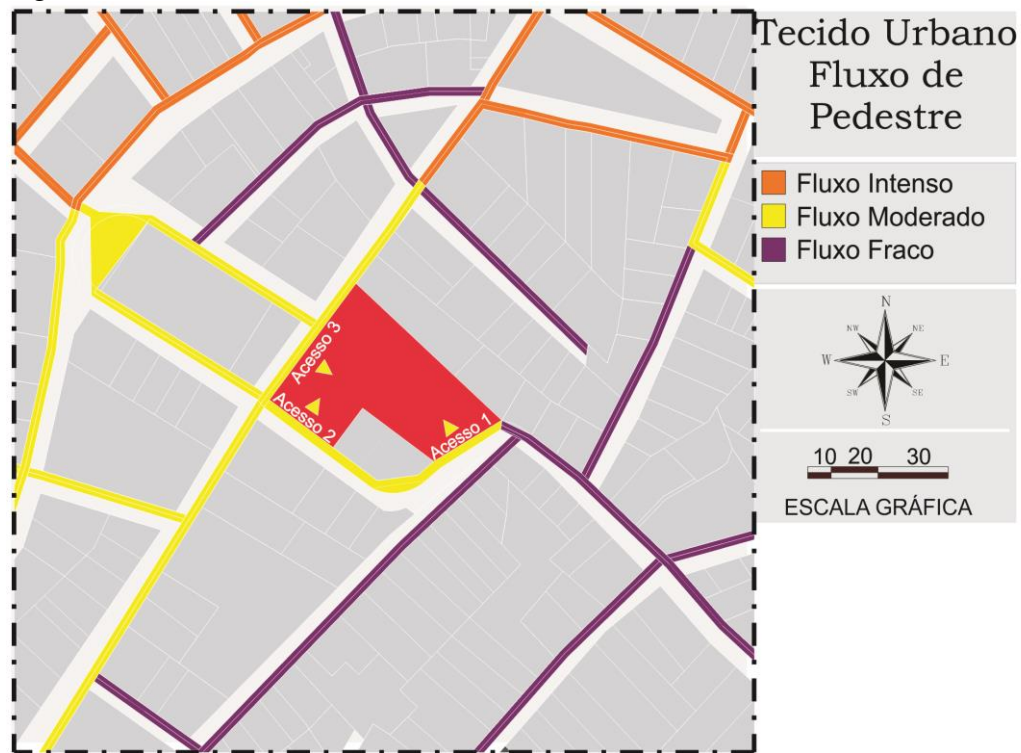 Tecido Urbano
Fluxo de
Pedestre
Fluxo Intenso
Fluxo Moderado
Fluxo Fraco
N
NW
NE
W
E
SW
SE
S
10 20 30
ESCALA GRÁFICA
Acesso 3
Acesso 2
Acesso 1